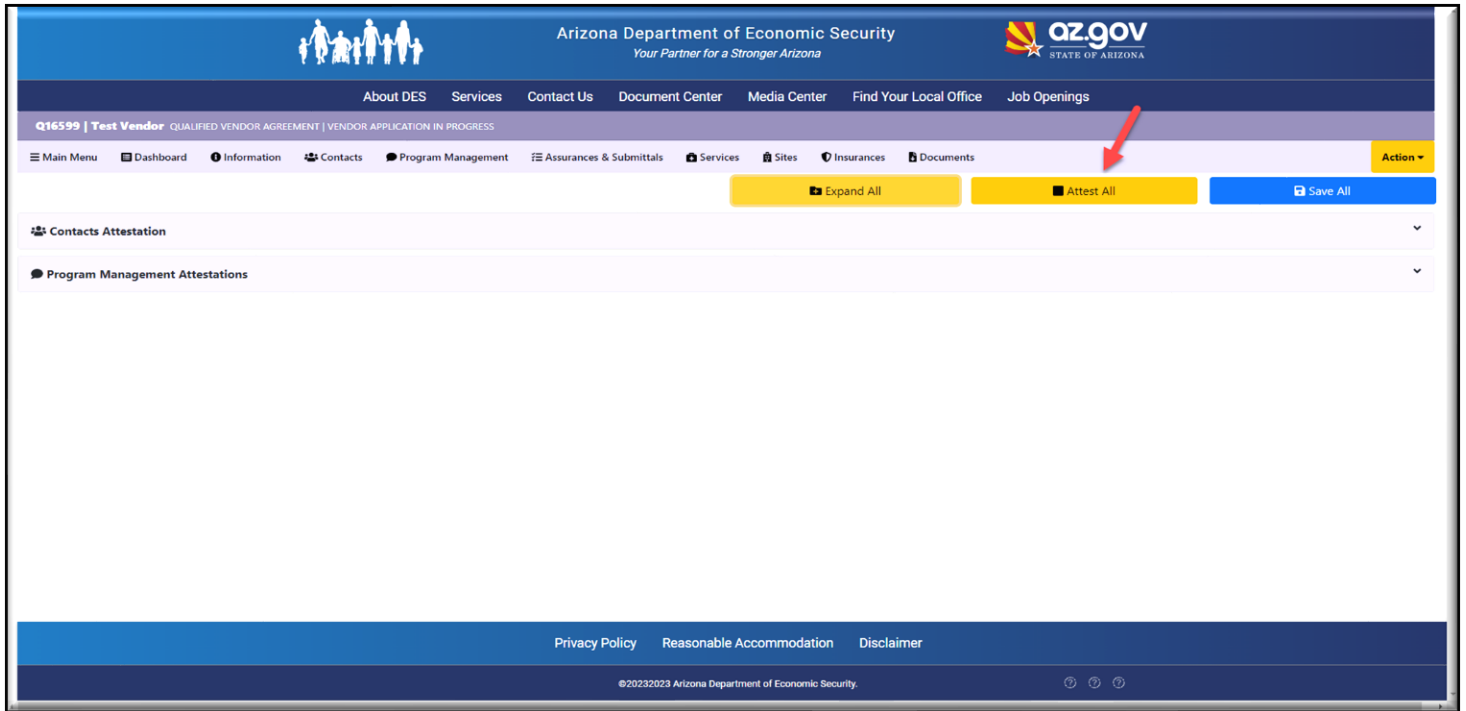 Arizona Department of Economic Security
Your Partner for a Stronger Arizona
az.gov
STATE OF ARIZONA
About DES Services Contact Us Document Center Media Center Find Your Local Office Job Openings
Q16599 | Test Vendor QUALIFIED VENDOR AGREEMENT | VENDOR APPLICATION IN PROGRESS
Main Menu Dashboard Information Contacts Program Management Assurances & Submittals Services Sites Insurances Documents Action
Expand All Attest All Save All
Contacts Attestation
Program Management Attestations
Privacy Policy Reasonable Accommodation Disclaimer
©20232023 Arizona Department of Economic Security.